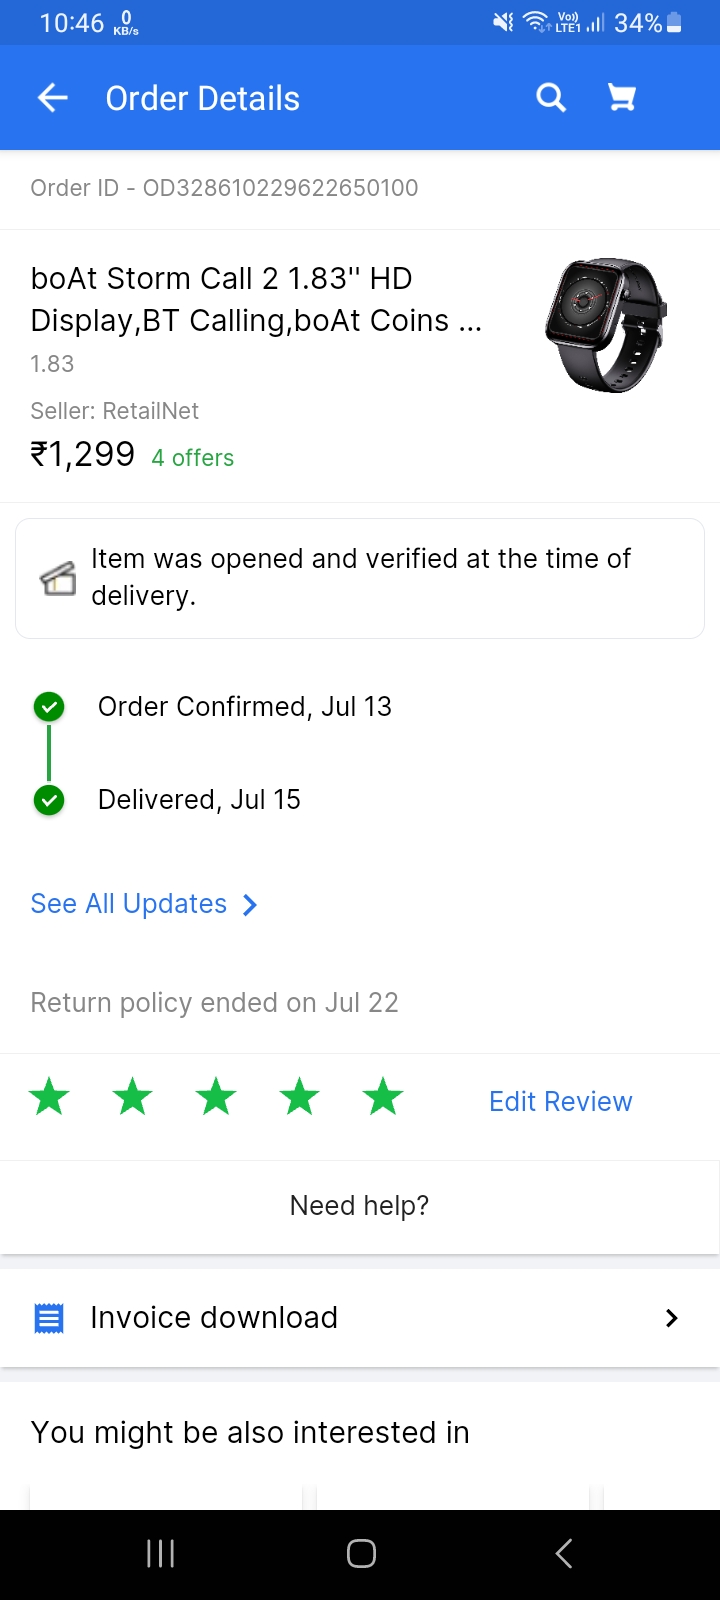 10:46 0 KB/s Vo) LTE1 34%
Order Details
Order ID - OD328610229622650100
boAt Storm Call 2 1.83" HD
Display,BT Calling,boAt Coins ...
1.83
Seller: RetailNet
₹1,299 4 offers
Item was opened and verified at the time of
delivery.
Order Confirmed, Jul 13
Delivered, Jul 15
See All Updates
Return policy ended on Jul 22
Edit Review
Need help?
Invoice download
You might be also interested in